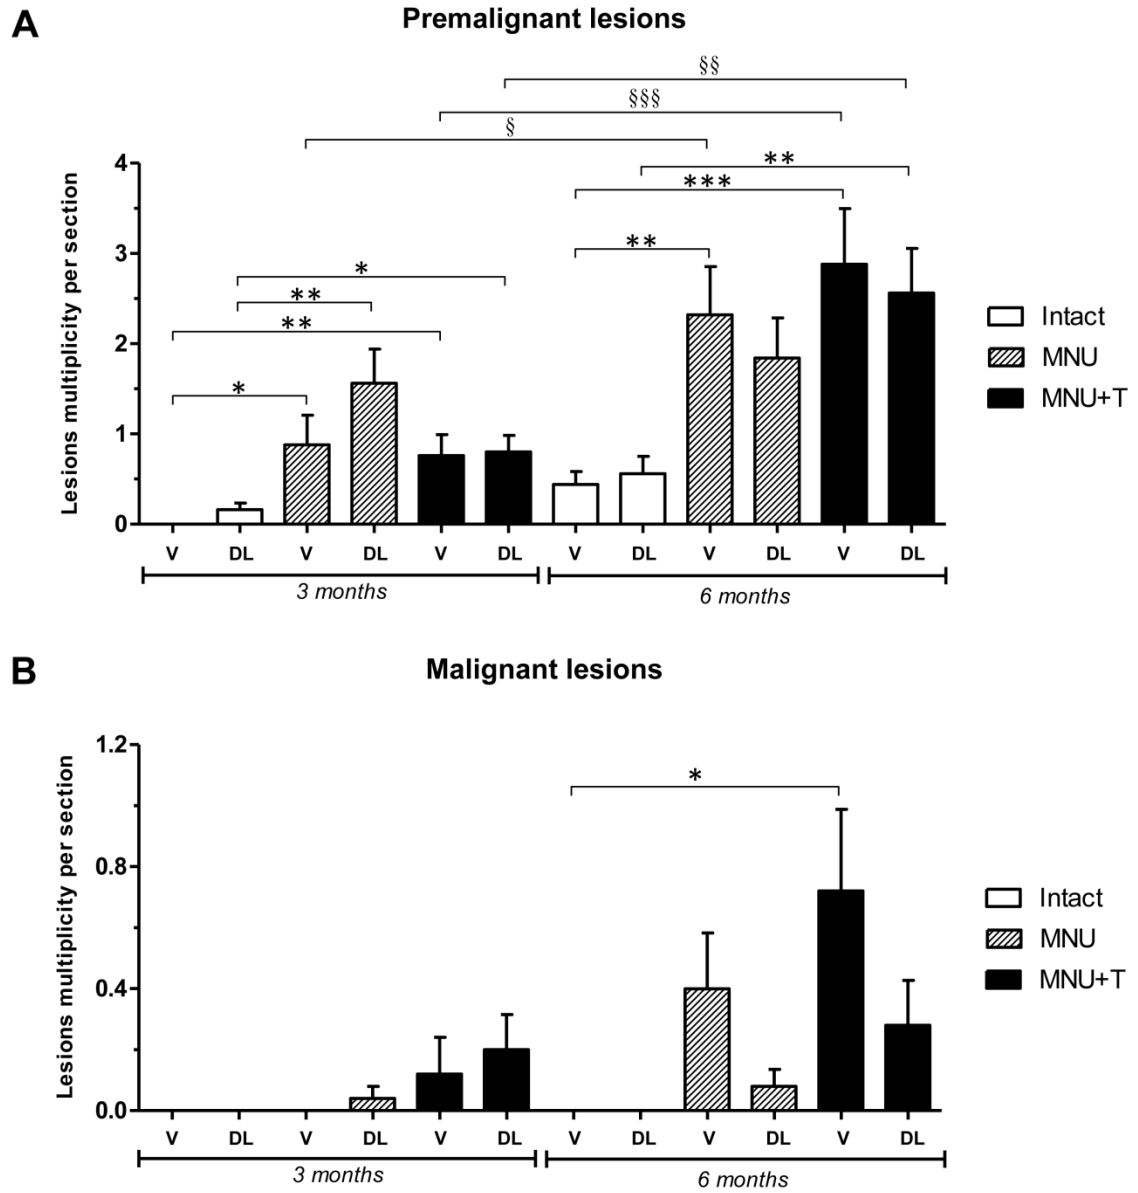 A
Premalignant lesions
§§
§§§
§
**
***
**
*
**
**
*
Lesions multiplicity per section
4
3
2
1
0
V DL V DL V DL V DL V DL V DL
3 months
6 months
Intact
MNU
MNU+T
B
Malignant lesions
*
Lesions multiplicity per section
1.2
0.8
0.4
0.0
V DL V DL V DL V DL V DL V DL
3 months
6 months
Intact
MNU
MNU+T